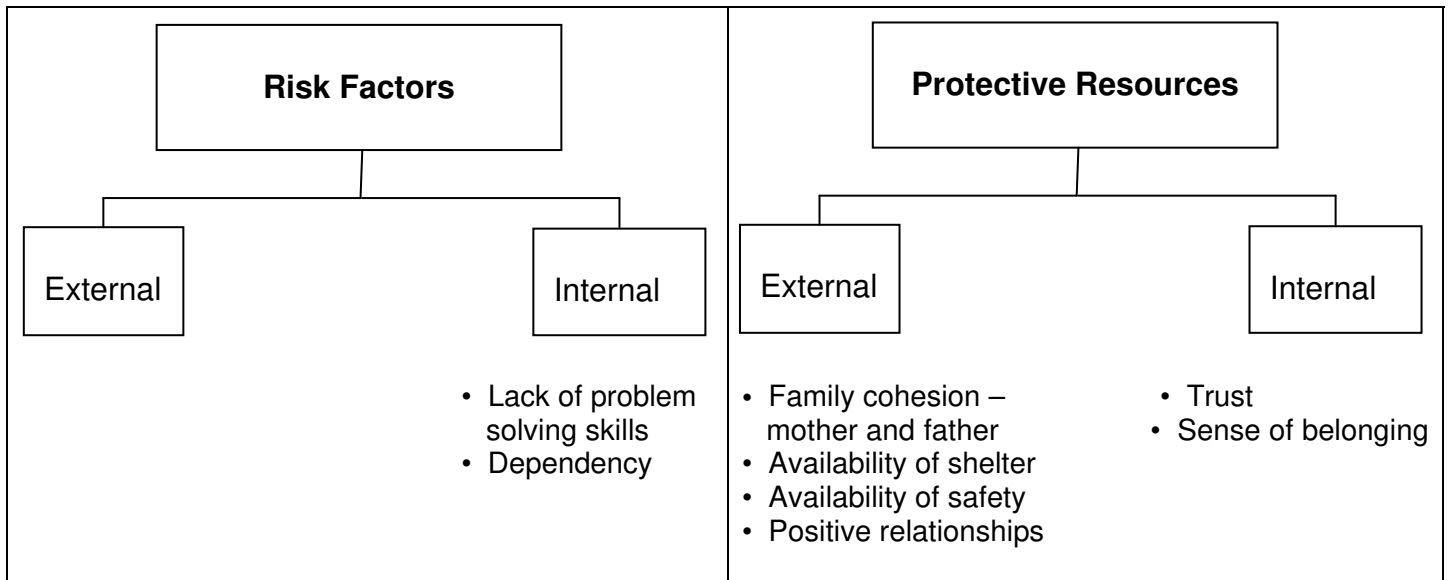 Risk Factors
External
Internal
• Lack of problem
solving skills
• Dependency
Protective Resources
External
Internal
• Family cohesion –
mother and father
• Availability of shelter
• Availability of safety
• Positive relationships
• Trust
• Sense of belonging